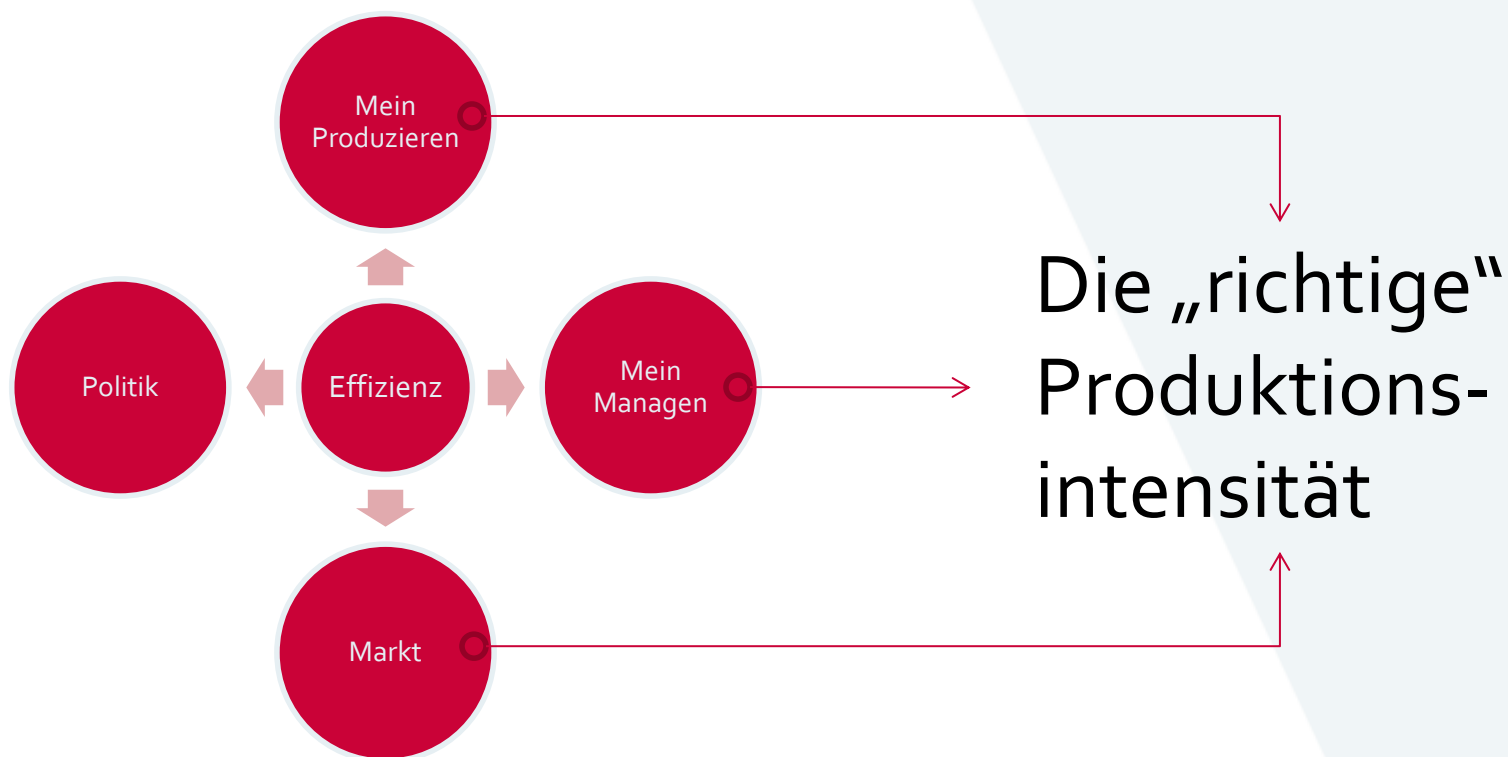 Mein
Produzieren
Politik
Effizienz
Mein
Managen
Markt
Die „richtige“
Produktions-
intensität